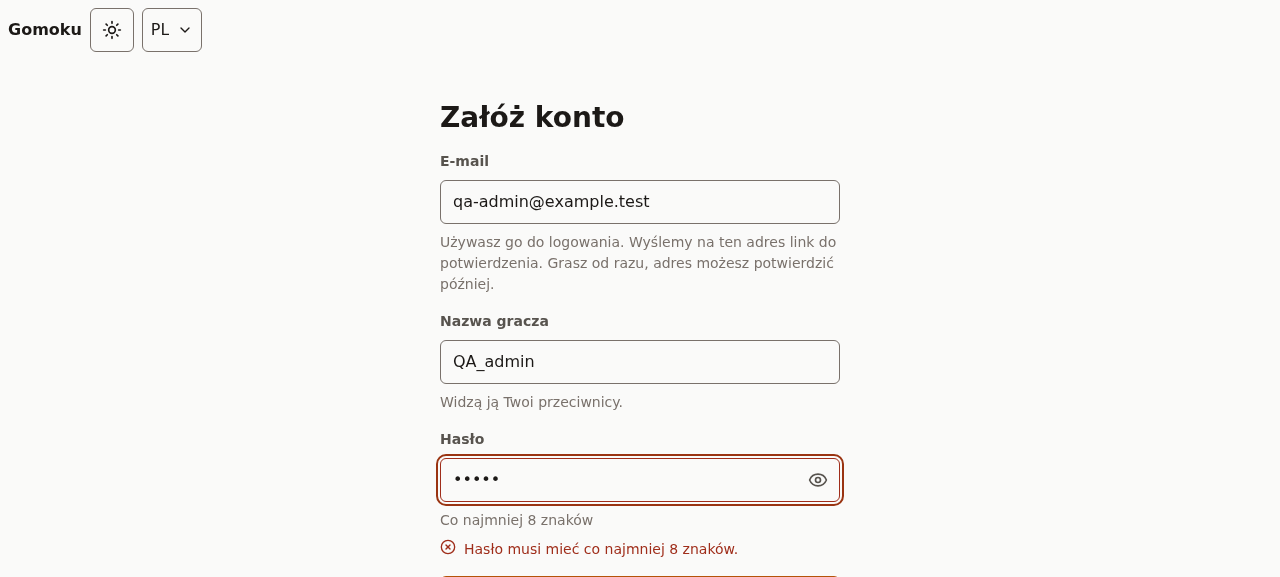 Gomoku
PL
Załóż konto
E-mail
qa-admin@example.test
Używasz go do logowania. Wyślemy na ten adres link do
potwierdzenia. Grasz od razu, adres możesz potwierdzić
później.
Nazwa gracza
QA_admin
Widzą ją Twoi przeciwnicy.
Hasło
•••••
Co najmniej 8 znaków
Hasło musi mieć co najmniej 8 znaków.